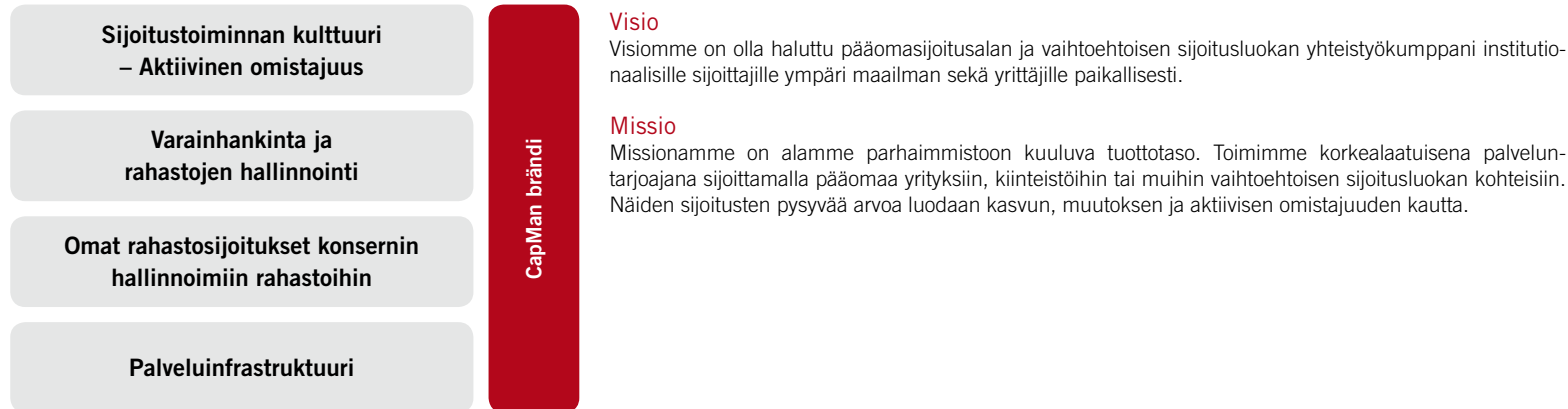 Sijoitustoiminnan kulttuuri
– Aktiivinen omistajuus
Varainhankinta ja
rahastojen hallinnointi
Omat rahastosijoitukset konsernin
hallinnoimiin rahastoihin
Palveluinfrastruktuuri
CapMan brändi
Visio
Visiomme on olla haluttu pääomasijoitusalan ja vaihtoehtoisen sijoitusluokan yhteistyökumppani institutio-
naalisille sijoittajille ympäri maailman sekä yrittäjille paikallisesti.
Missio
Missionamme on alamme parhaimmistoon kuuluva tuottotaso. Toimimme korkealaatuisena palvelun-
tarjoajana sijoittamalla pääomaa yrityksiin, kiinteistöihin tai muihin vaihtoehtoisen sijoitusluokan kohteisiin.
Näiden sijoitusten pysyvää arvoa luodaan kasvun, muutoksen ja aktiivisen omistajuuden kautta.